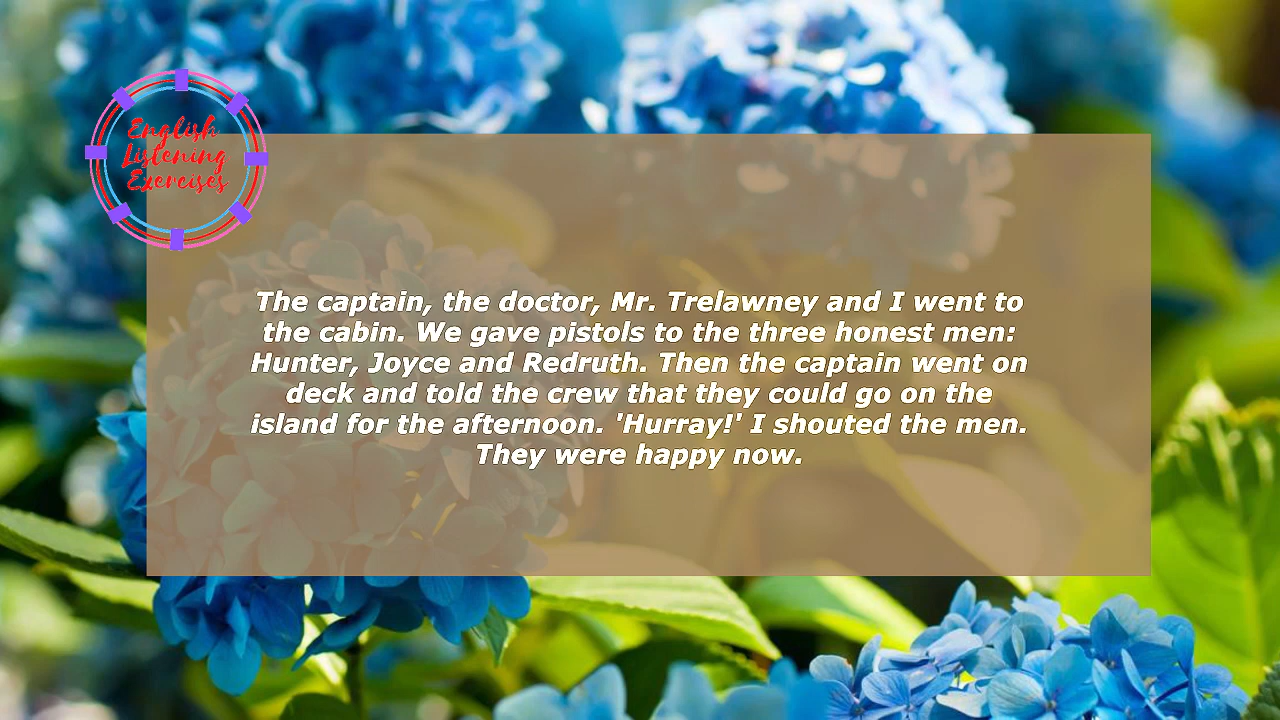 English
Listening
Exercises
The captain, the doctor, Mr. Trelawney and I went to
the cabin. We gave pistols to the three honest men:
Hunter, Joyce and Redruth. Then the captain went on
deck and told the crew that they could go on the
island for the afternoon. 'Hurray!' I shouted the men.
They were happy now.